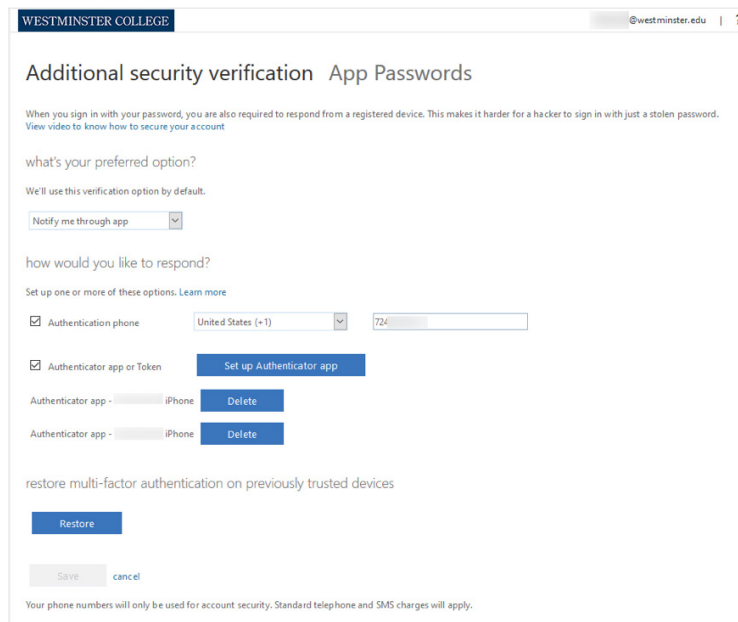 WESTMINSTER COLLEGE
@westminster.edu | ?
Additional security verification App Passwords
When you sign in with your password, you are also required to respond from a registered device. This makes it harder for a hacker to sign in with just a stolen password.
View video to know how to secure your account
what's your preferred option?
We'll use this verification option by default.
Notify me through app
how would you like to respond?
Set up one or more of these options. Learn more
Authentication phone United States (+1) 724
Authenticator app or Token Set up Authenticator app
Authenticator app - iPhone Delete
Authenticator app - iPhone Delete
restore multi-factor authentication on previously trusted devices
Restore
Save cancel
Your phone numbers will only be used for account security. Standard telephone and SMS charges will apply.